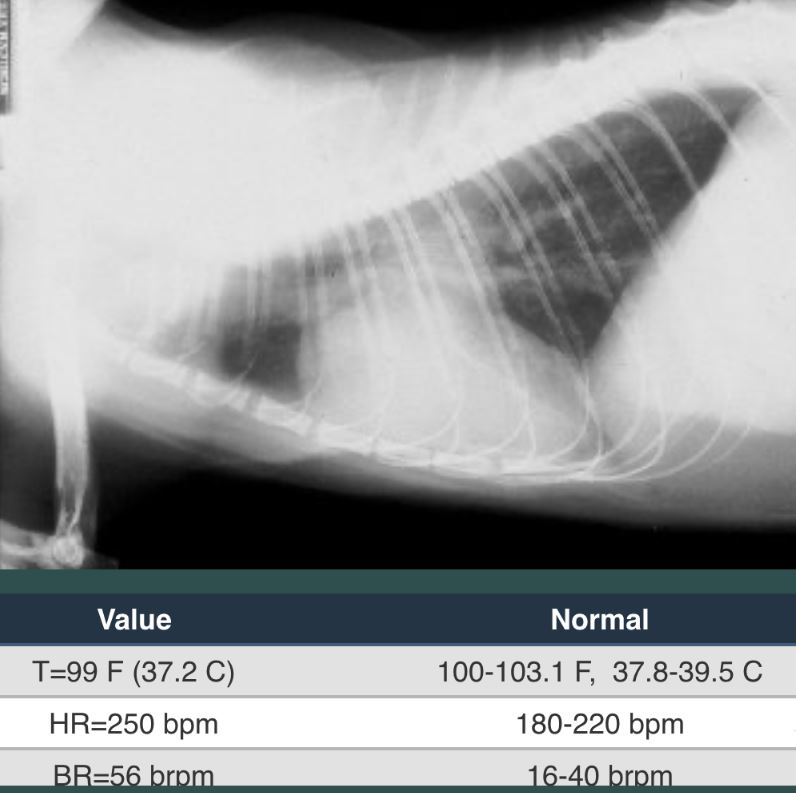 Value Normal
T=99 F (37.2 C) 100-103.1 F, 37.8-39.5 C
HR=250 bpm 180-220 bpm
BR=56 brpm 16-40 brpm